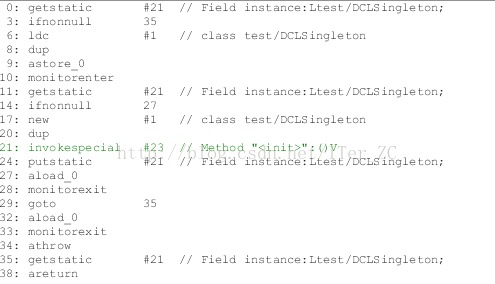 0: getstatic #21 // Field instance:Ltest/DCLSingleton;
3: ifnonnull 35
6: ldc #1 // class test/DCLSingleton
8: dup
9: astore_0
10: monitorenter
11: getstatic #21 // Field instance:Ltest/DCLSingleton;
14: ifnonnull 27
17: new #1 // class test/DCLSingleton
20: dup
21: invokespecial #23 // Method "<init>":()V
http://blog.csdn.net/ITer_ZC
24: putstatic #21 // Field instance:Ltest/DCLSingleton;
27: aload_0
28: monitorexit
29: goto 35
32: aload_0
33: monitorexit
34: athrow
35: getstatic #21 // Field instance:Ltest/DCLSingleton;
38: areturn